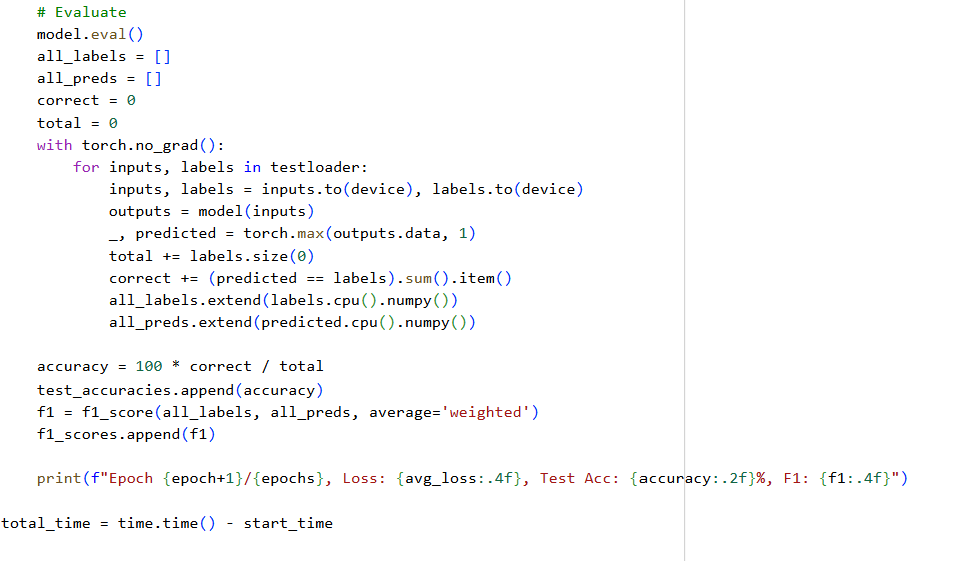 # Evaluate
model.eval()
all_labels = []
all_preds = []
correct = 0
total = 0
with torch.no_grad():
for inputs, labels in testloader:
inputs, labels = inputs.to(device), labels.to(device)
outputs = model(inputs)
_, predicted = torch.max(outputs.data, 1)
total += labels.size(0)
correct += (predicted == labels).sum().item()
all_labels.extend(labels.cpu().numpy())
all_preds.extend(predicted.cpu().numpy())
accuracy = 100 * correct / total
test_accuracies.append(accuracy)
f1 = f1_score(all_labels, all_preds, average='weighted')
f1_scores.append(f1)
print(f"Epoch {epoch+1}/{epochs}, Loss: {avg_loss:.4f}, Test Acc: {accuracy:.2f}%, F1: {f1:.4f}")
total_time = time.time() - start_time